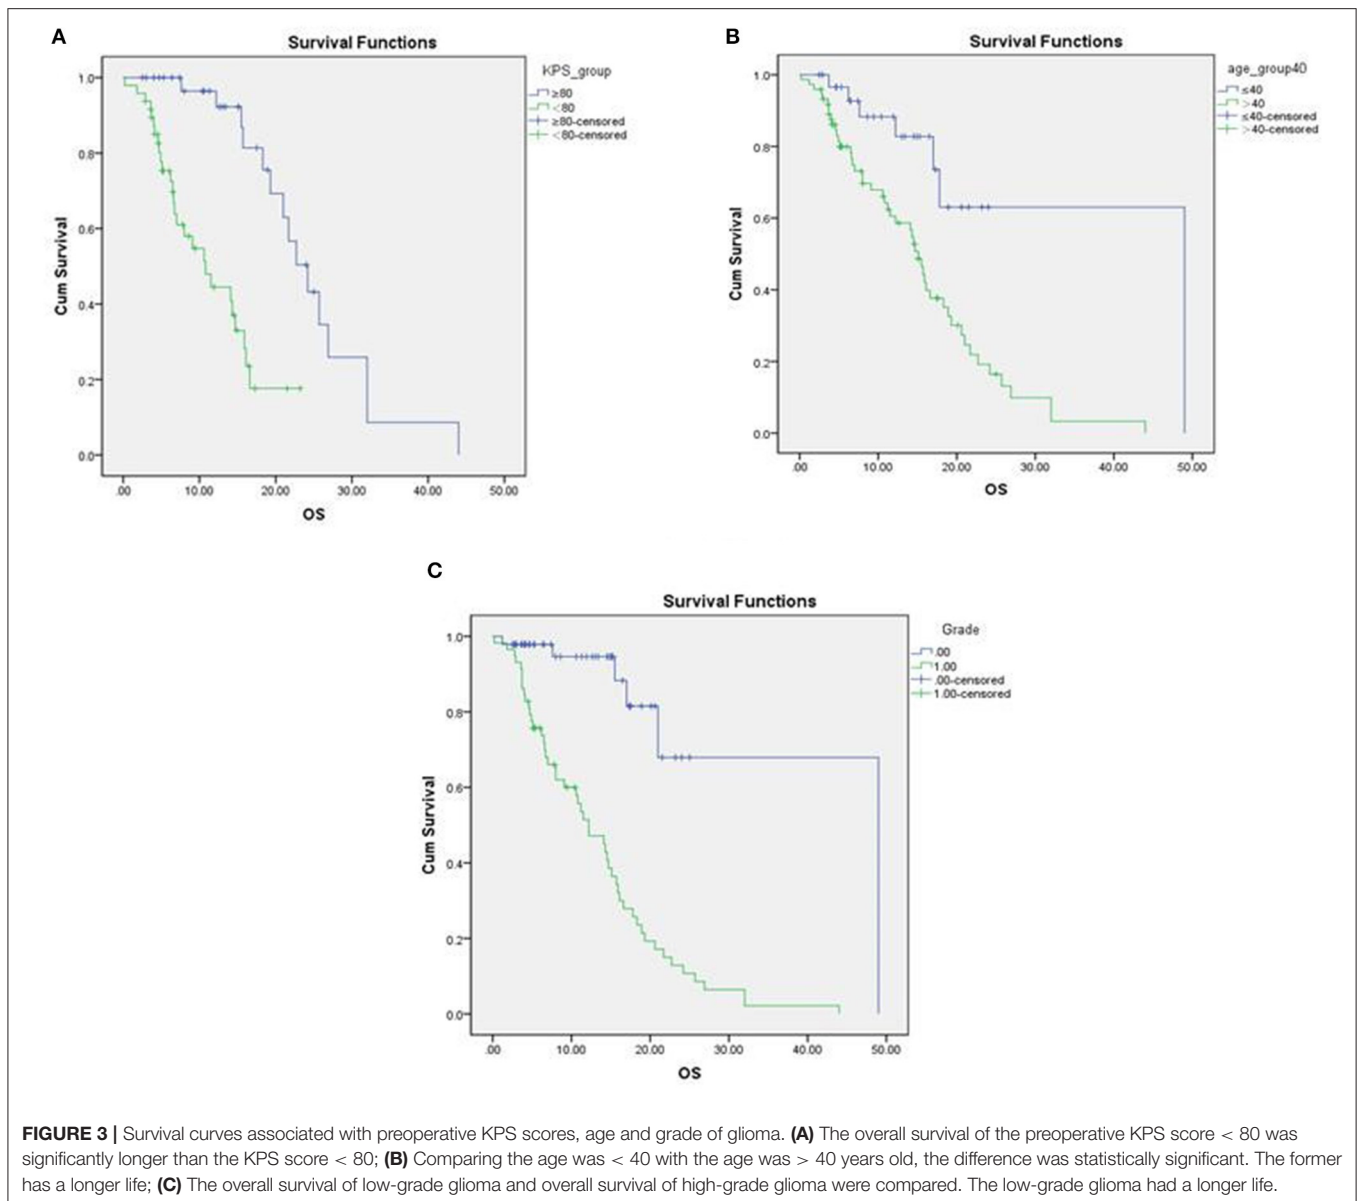 A
Survival Functions
KPS_group
≥80
<80
≥80-censored
<80-censored
1.0
0.8
0.6
0.4
0.2
0.0
Cum Survival
.00 10.00 20.00 30.00 40.00 50.00
OS
B
Survival Functions
age_group40
≤40
>40
≤40-censored
>40-censored
1.0
0.8
0.6
0.4
0.2
0.0
Cum Survival
.00 10.00 20.00 30.00 40.00 50.00
OS
C
Survival Functions
Grade
.00
1.00
.00-censored
1.00-censored
1.0
0.8
0.6
0.4
0.2
0.0
Cum Survival
.00 10.00 20.00 30.00 40.00 50.00
OS
FIGURE 3 | Survival curves associated with preoperative KPS scores, age and grade of glioma. (A) The overall survival of the preoperative KPS score < 80 was
significantly longer than the KPS score < 80; (B) Comparing the age was < 40 with the age was > 40 years old, the difference was statistically significant. The former
has a longer life; (C) The overall survival of low-grade glioma and overall survival of high-grade glioma were compared. The low-grade glioma had a longer life.